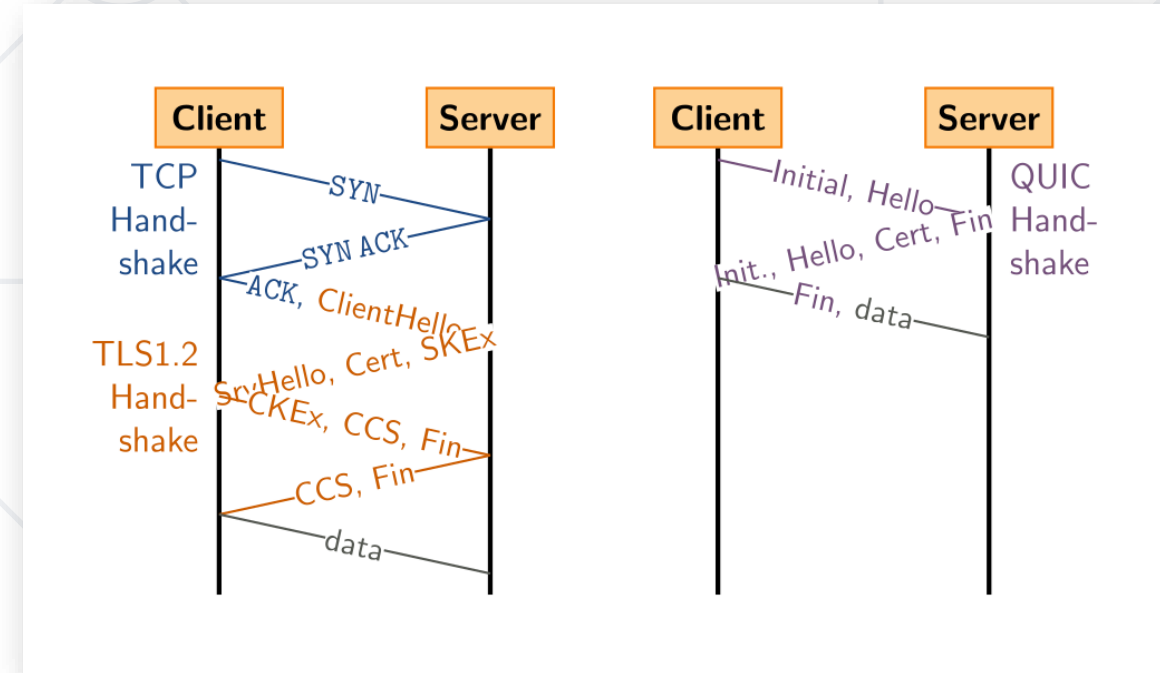 Client
Server
TCP
Hand-
shake
SYN
SYN ACK
ACK, ClientHello
TLS1.2
Hand-
shake
SrvHello, Cert, SKEx
CKEx, CCS, Fin
CCS, Fin
data
Client
Server
Initial, Hello
QUIC
Hand-
shake
Init., Hello, Cert, Fin
Fin, data